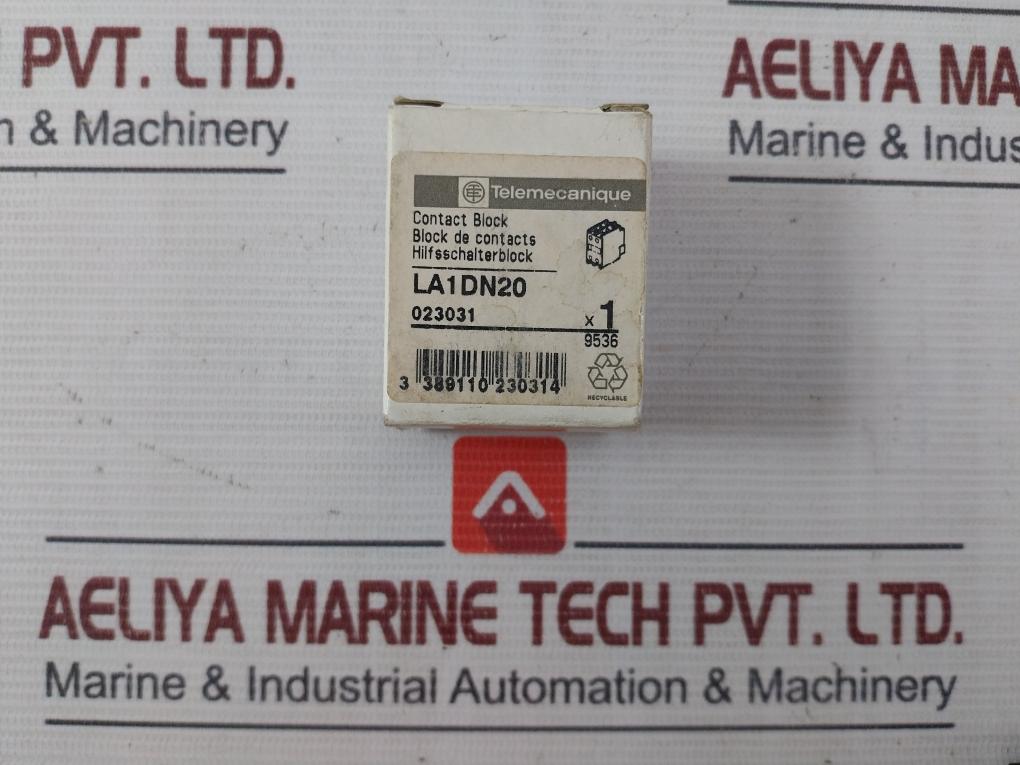 PVT. LTD.
& Machinery
AELIYA MA
Marine & Indus
Telemecanique
Contact Block
Block de contacts
Hilfsschalterblock
LA1DN20
023031
x 1
9536
3 389110 230314
RECYCLABLE
AELIYA MARINE TECH PVT. LTD.
Marine & Industrial Automation & Machinery